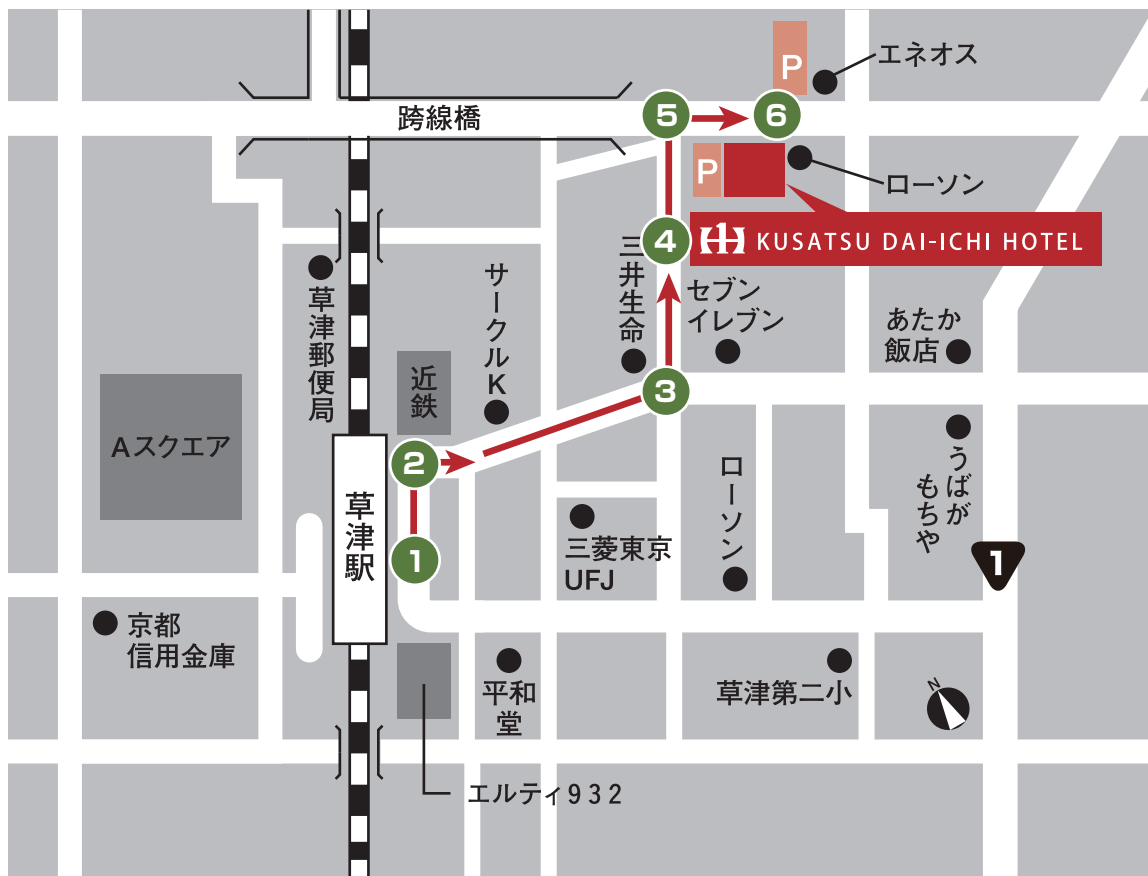 P
エネオス
5
6
跨線橋
P
ローソン
4
KUSATSU DAI-ICHI HOTEL
三井生命
サークルK
草津郵便局
セブン
イレブン
あたか
飯店
近鉄
3
Aスクエア
2
うばが
もちや
ローソン
草津駅
1
三菱東京
UFJ
1
京都
信用金庫
平和
堂
草津第二小
N
エルティ932